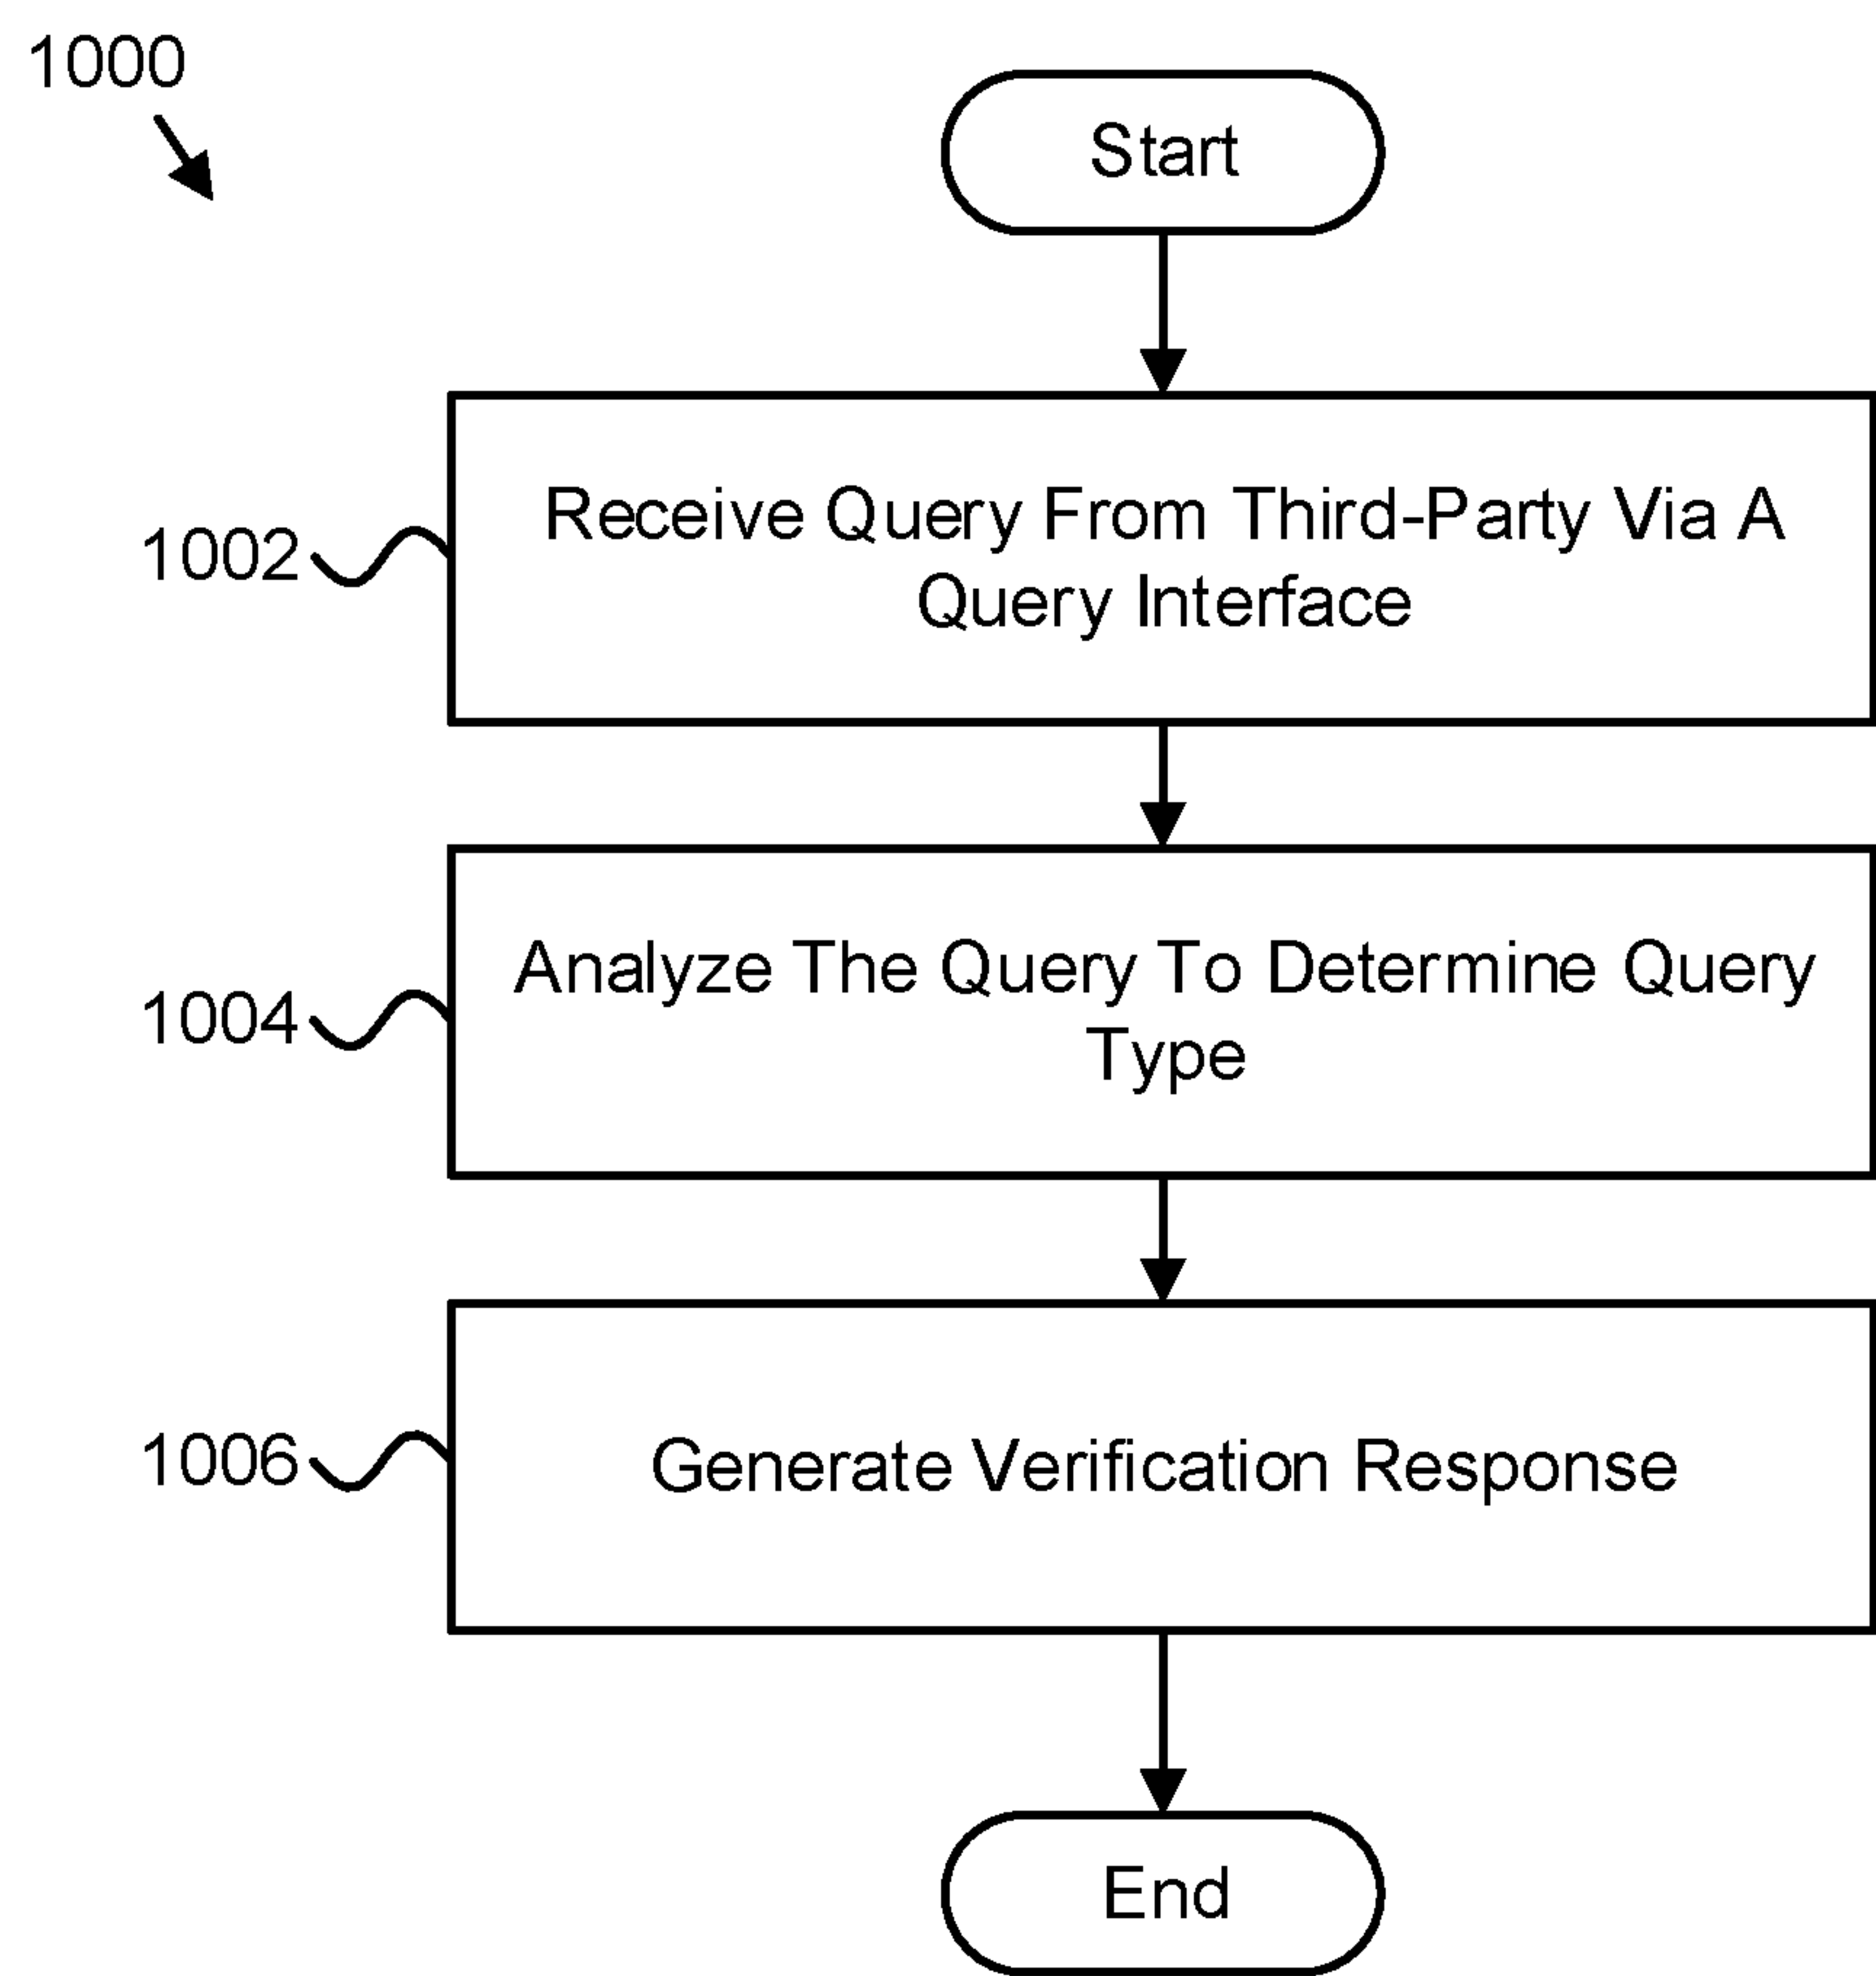 1000
Start
1002
Receive Query From Third-Party Via A
Query Interface
1004
Analyze The Query To Determine Query
Type
1006
Generate Verification Response
End